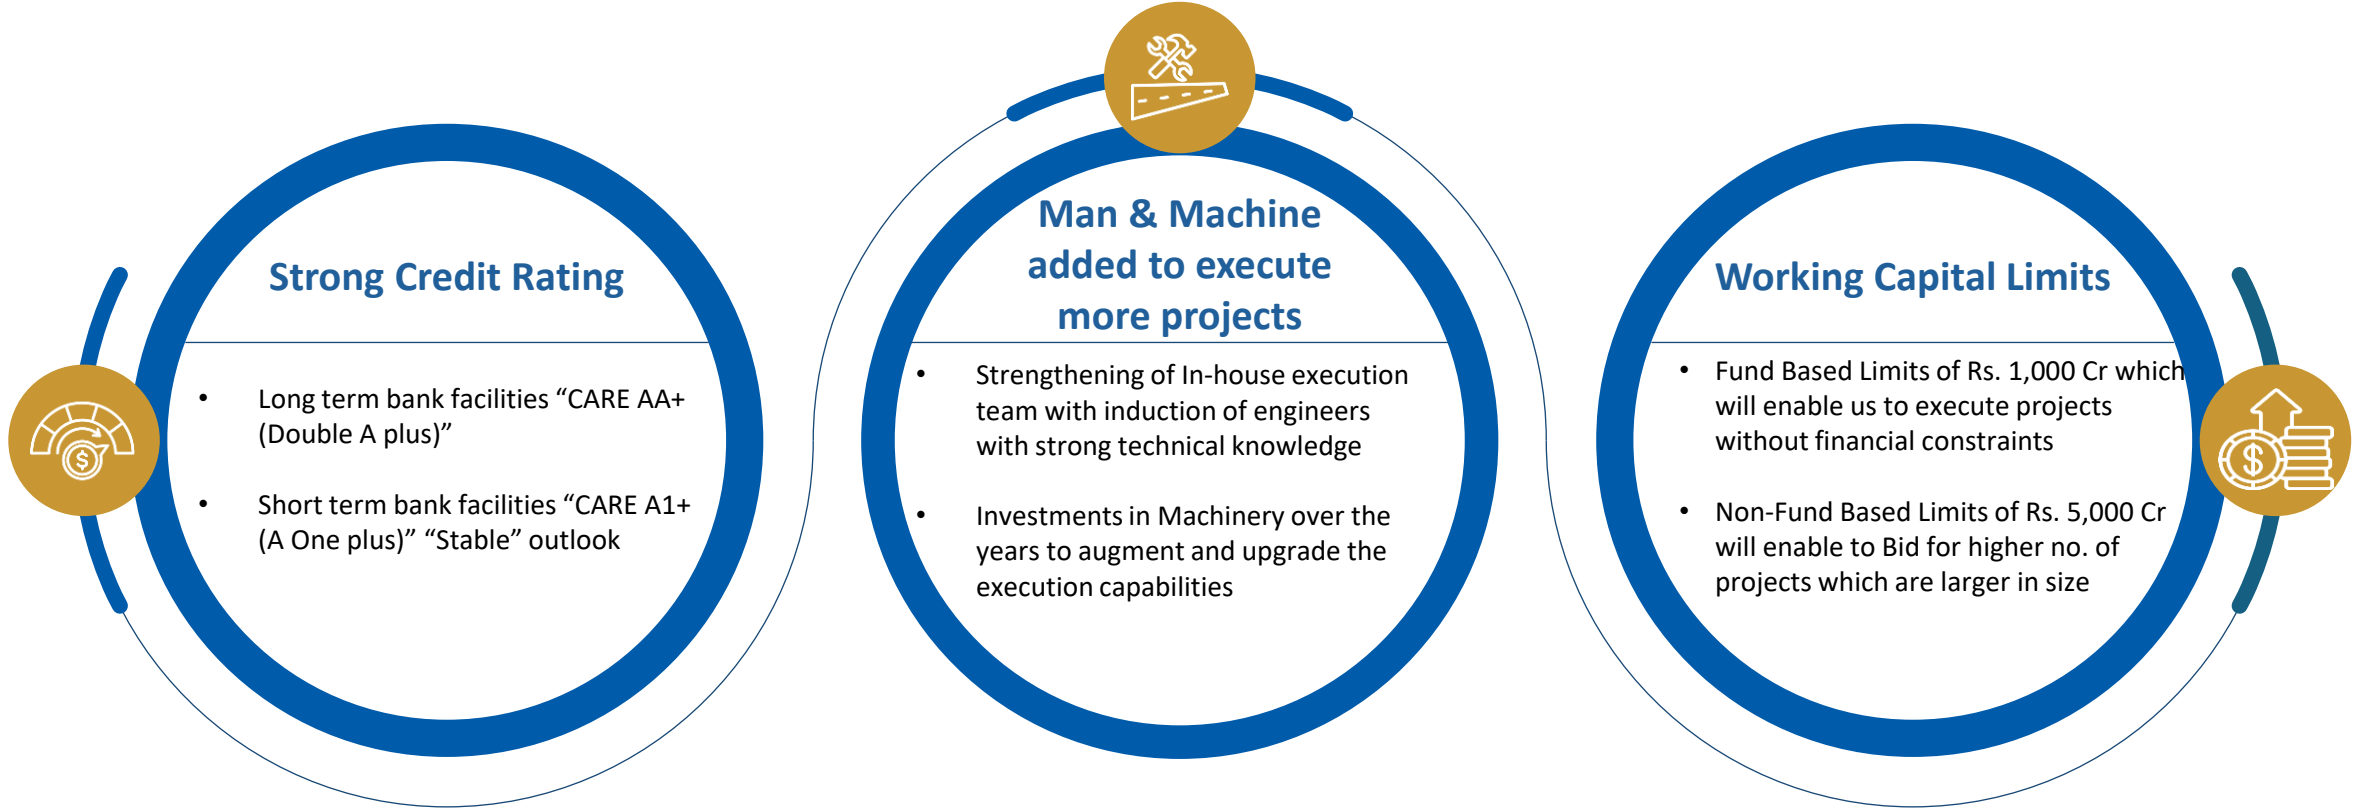 Strong Credit Rating
• Long term bank facilities “CARE AA+
(Double A plus)”
• Short term bank facilities “CARE A1+
(A One plus)” “Stable” outlook
Man & Machine
added to execute
more projects
• Strengthening of In-house execution
team with induction of engineers
with strong technical knowledge
• Investments in Machinery over the
years to augment and upgrade the
execution capabilities
Working Capital Limits
• Fund Based Limits of Rs. 1,000 Cr which
will enable us to execute projects
without financial constraints
• Non-Fund Based Limits of Rs. 5,000 Cr
will enable to Bid for higher no. of
projects which are larger in size